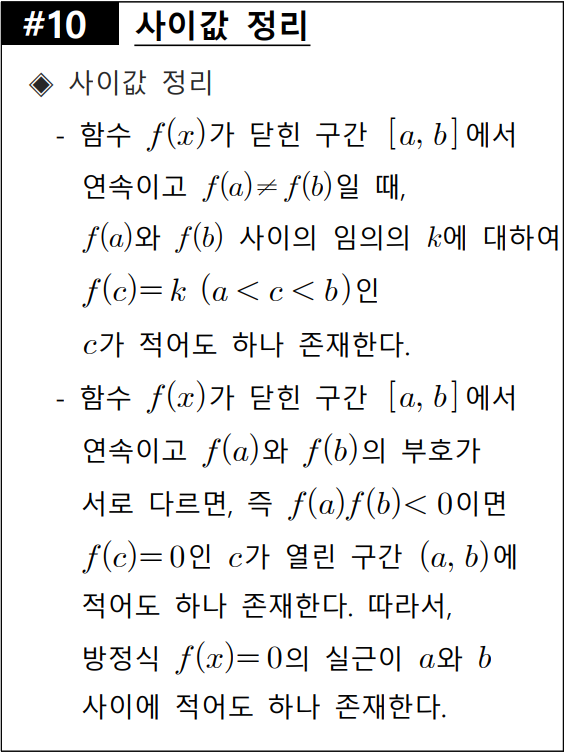 #10 사이값 정리
◈ 사이값 정리
- 함수 f(x)가 닫힌 구간 [a, b]에서
연속이고 f(a)≠f(b)일 때,
f(a)와 f(b) 사이의 임의의 k에 대하여
f(c)=k (a<c<b)인
c가 적어도 하나 존재한다.
- 함수 f(x)가 닫힌 구간 [a, b]에서
연속이고 f(a)와 f(b)의 부호가
서로 다르면, 즉 f(a)f(b)<0이면
f(c)=0인 c가 열린 구간 (a, b)에
적어도 하나 존재한다. 따라서,
방정식 f(x)=0의 실근이 a와 b
사이에 적어도 하나 존재한다.